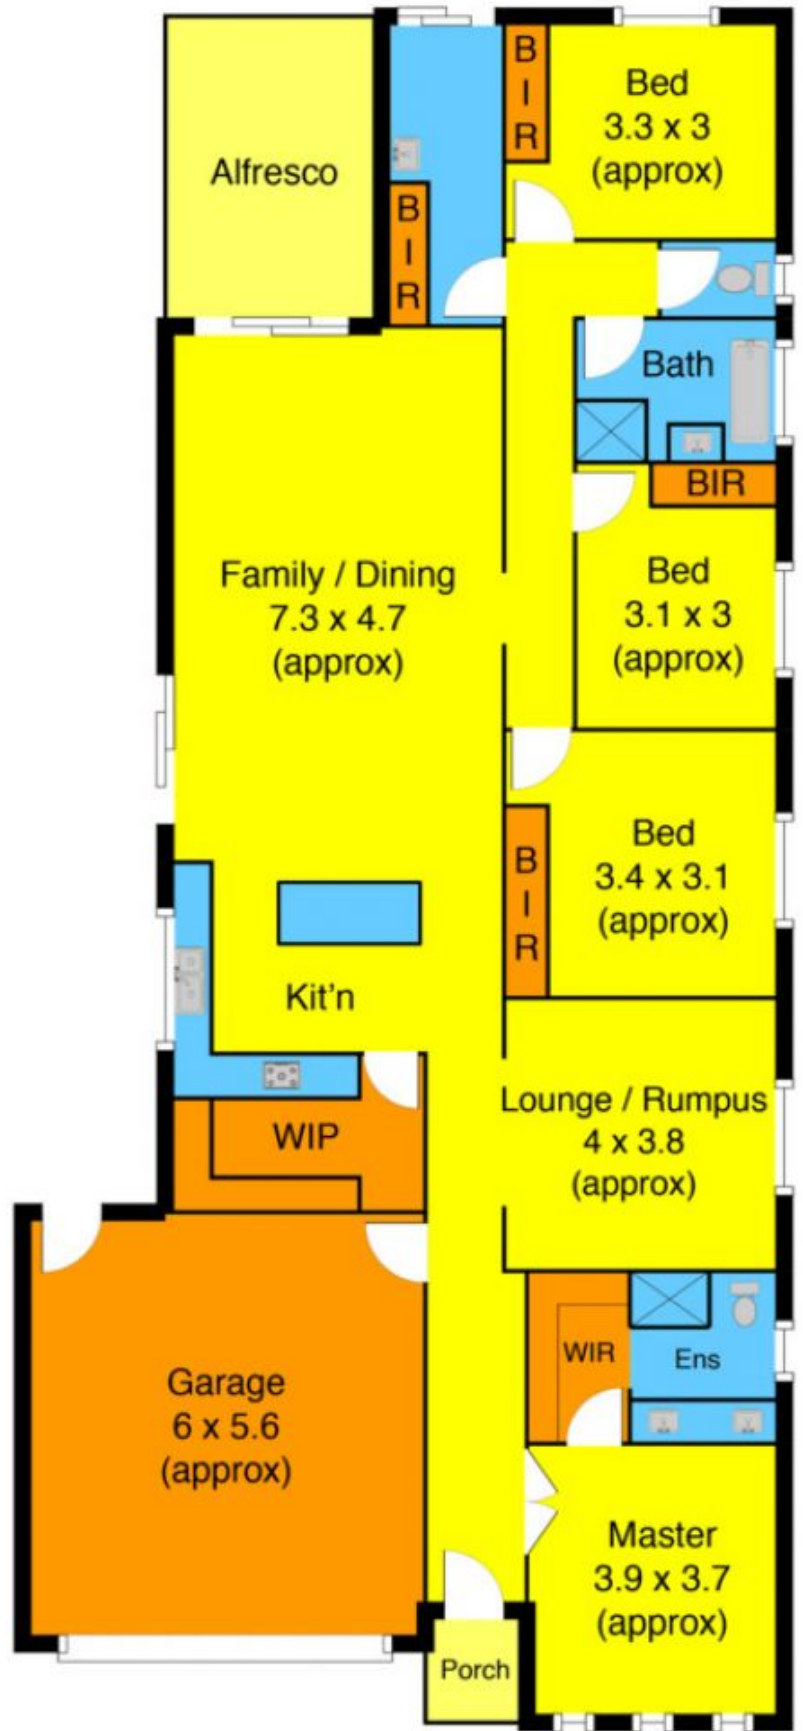 Alfresco
B
I
R
B
I
R
Bed
3.3 x 3
(approx)
Bath
BIR
Family / Dining
7.3 x 4.7
(approx)
Bed
3.1 x 3
(approx)
B
I
R
Bed
3.4 x 3.1
(approx)
Kit'n
WIP
Lounge / Rumpus
4 x 3.8
(approx)
WIR
Ens
Garage
6 x 5.6
(approx)
Master
3.9 x 3.7
(approx)
Porch